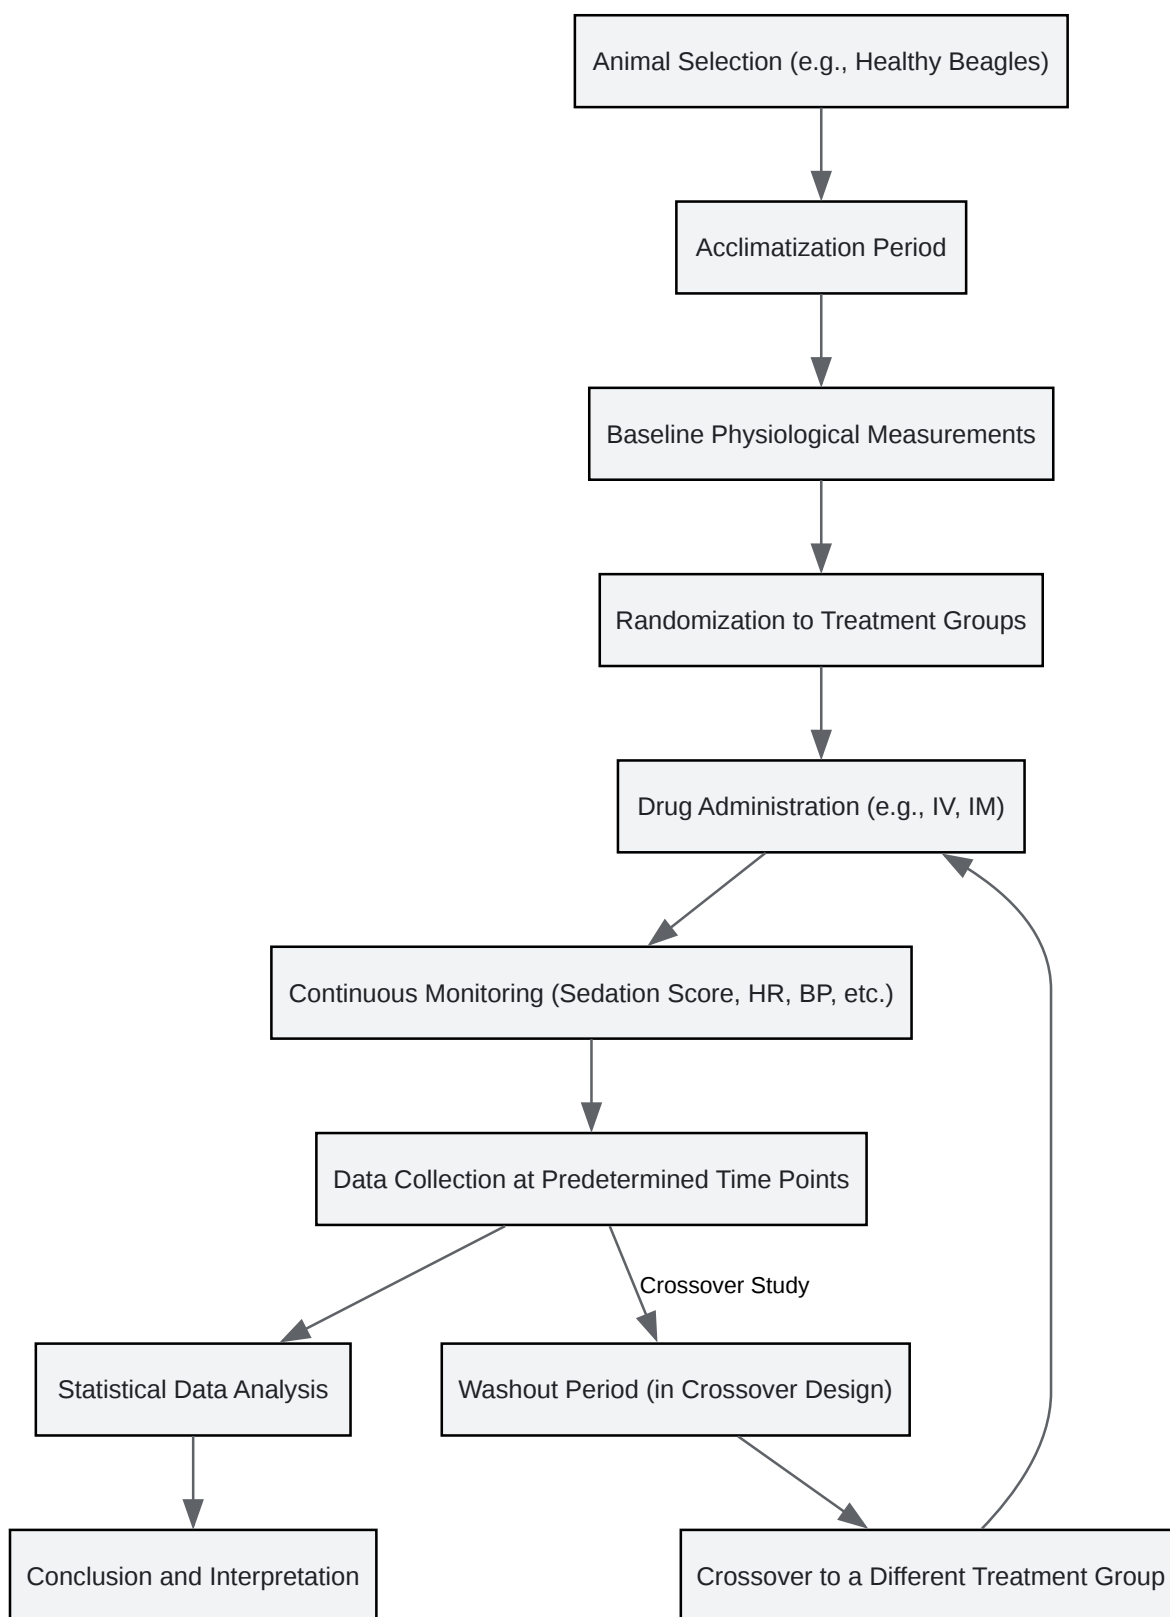 Animal Selection (e.g., Healthy Beagles)
Acclimatization Period
Baseline Physiological Measurements
Randomization to Treatment Groups
Drug Administration (e.g., IV, IM)
Continuous Monitoring (Sedation Score, HR, BP, etc.)
Data Collection at Predetermined Time Points
Crossover Study
Statistical Data Analysis
Washout Period (in Crossover Design)
Conclusion and Interpretation
Crossover to a Different Treatment Group